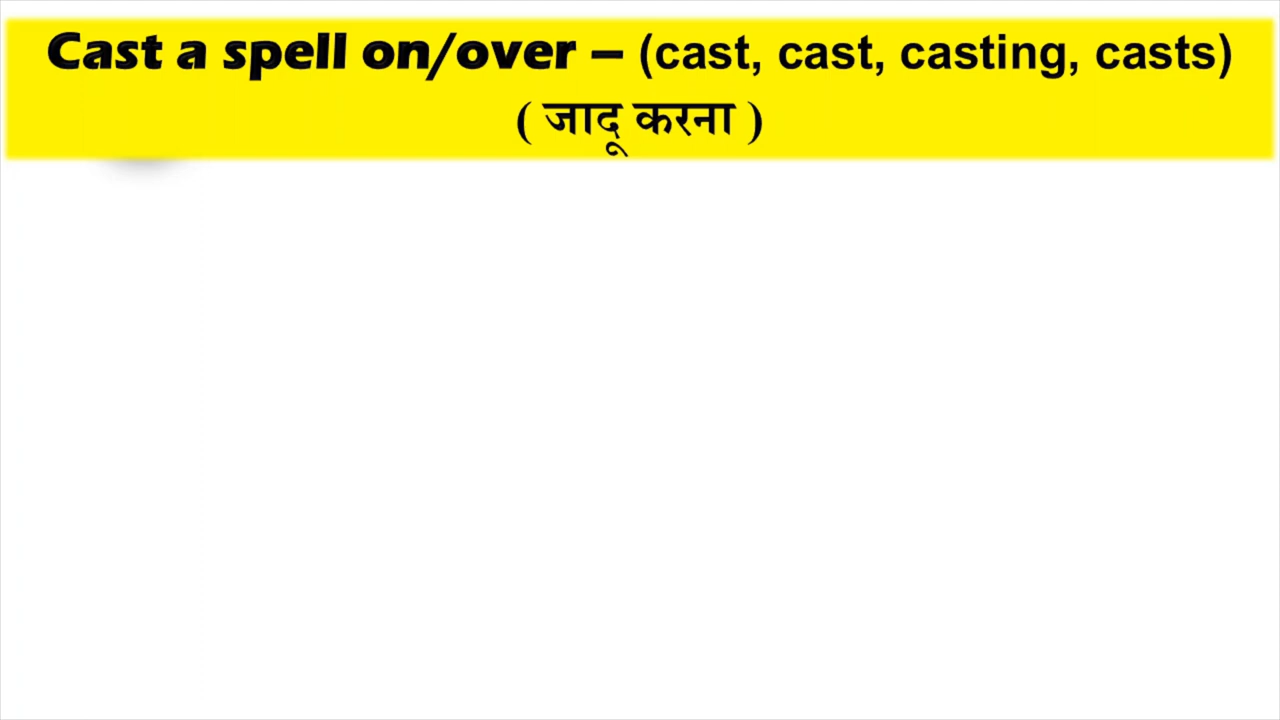 Cast a spell on/over – (cast, cast, casting, casts)
( जादू करना )